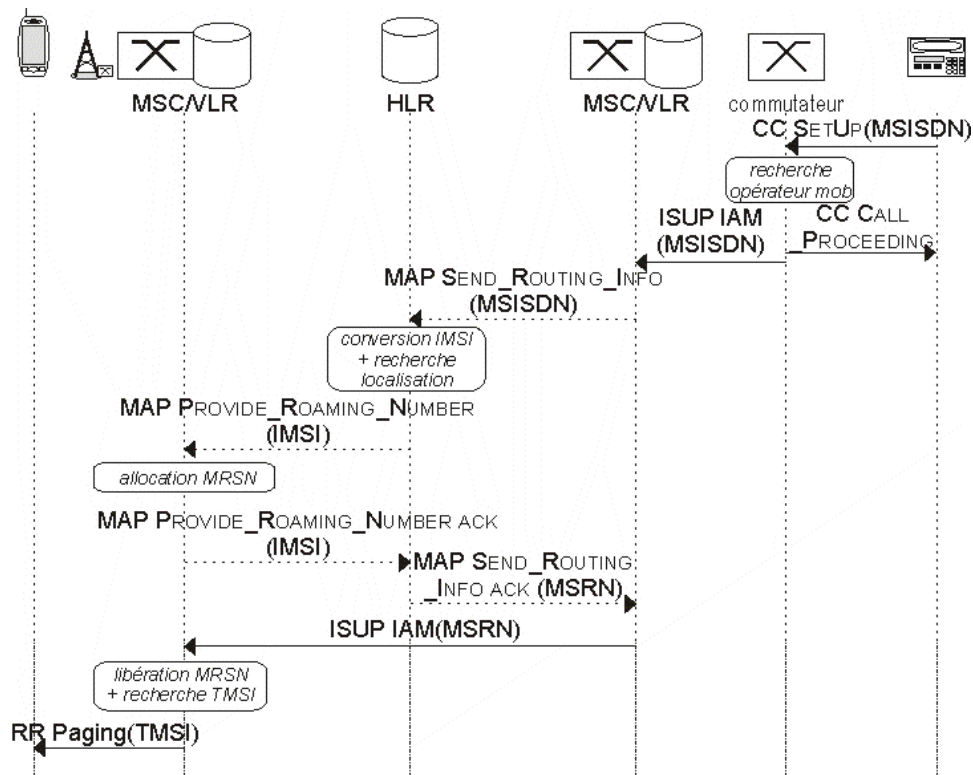 MSC/VLR
HLR
MSC/VLR
commutateur
CC SETUP(MSISDN)
recherche
opérateur mob
ISUP IAM
(MSISDN)
CC CALL
_PROCEEDING
MAP SEND_ROUTING_INFO
(MSISDN)
conversion IMSI
+ recherche
localisation
MAP PROVIDE_ROAMING_NUMBER
(IMSI)
allocation MRSN
MAP PROVIDE_ROAMING_NUMBER ACK
(IMSI)
MAP SEND_ROUTING
_INFO ACK (MSRN)
ISUP IAM(MSRN)
libération MRSN
+ recherche TMSI
RR Paging(TMSI)